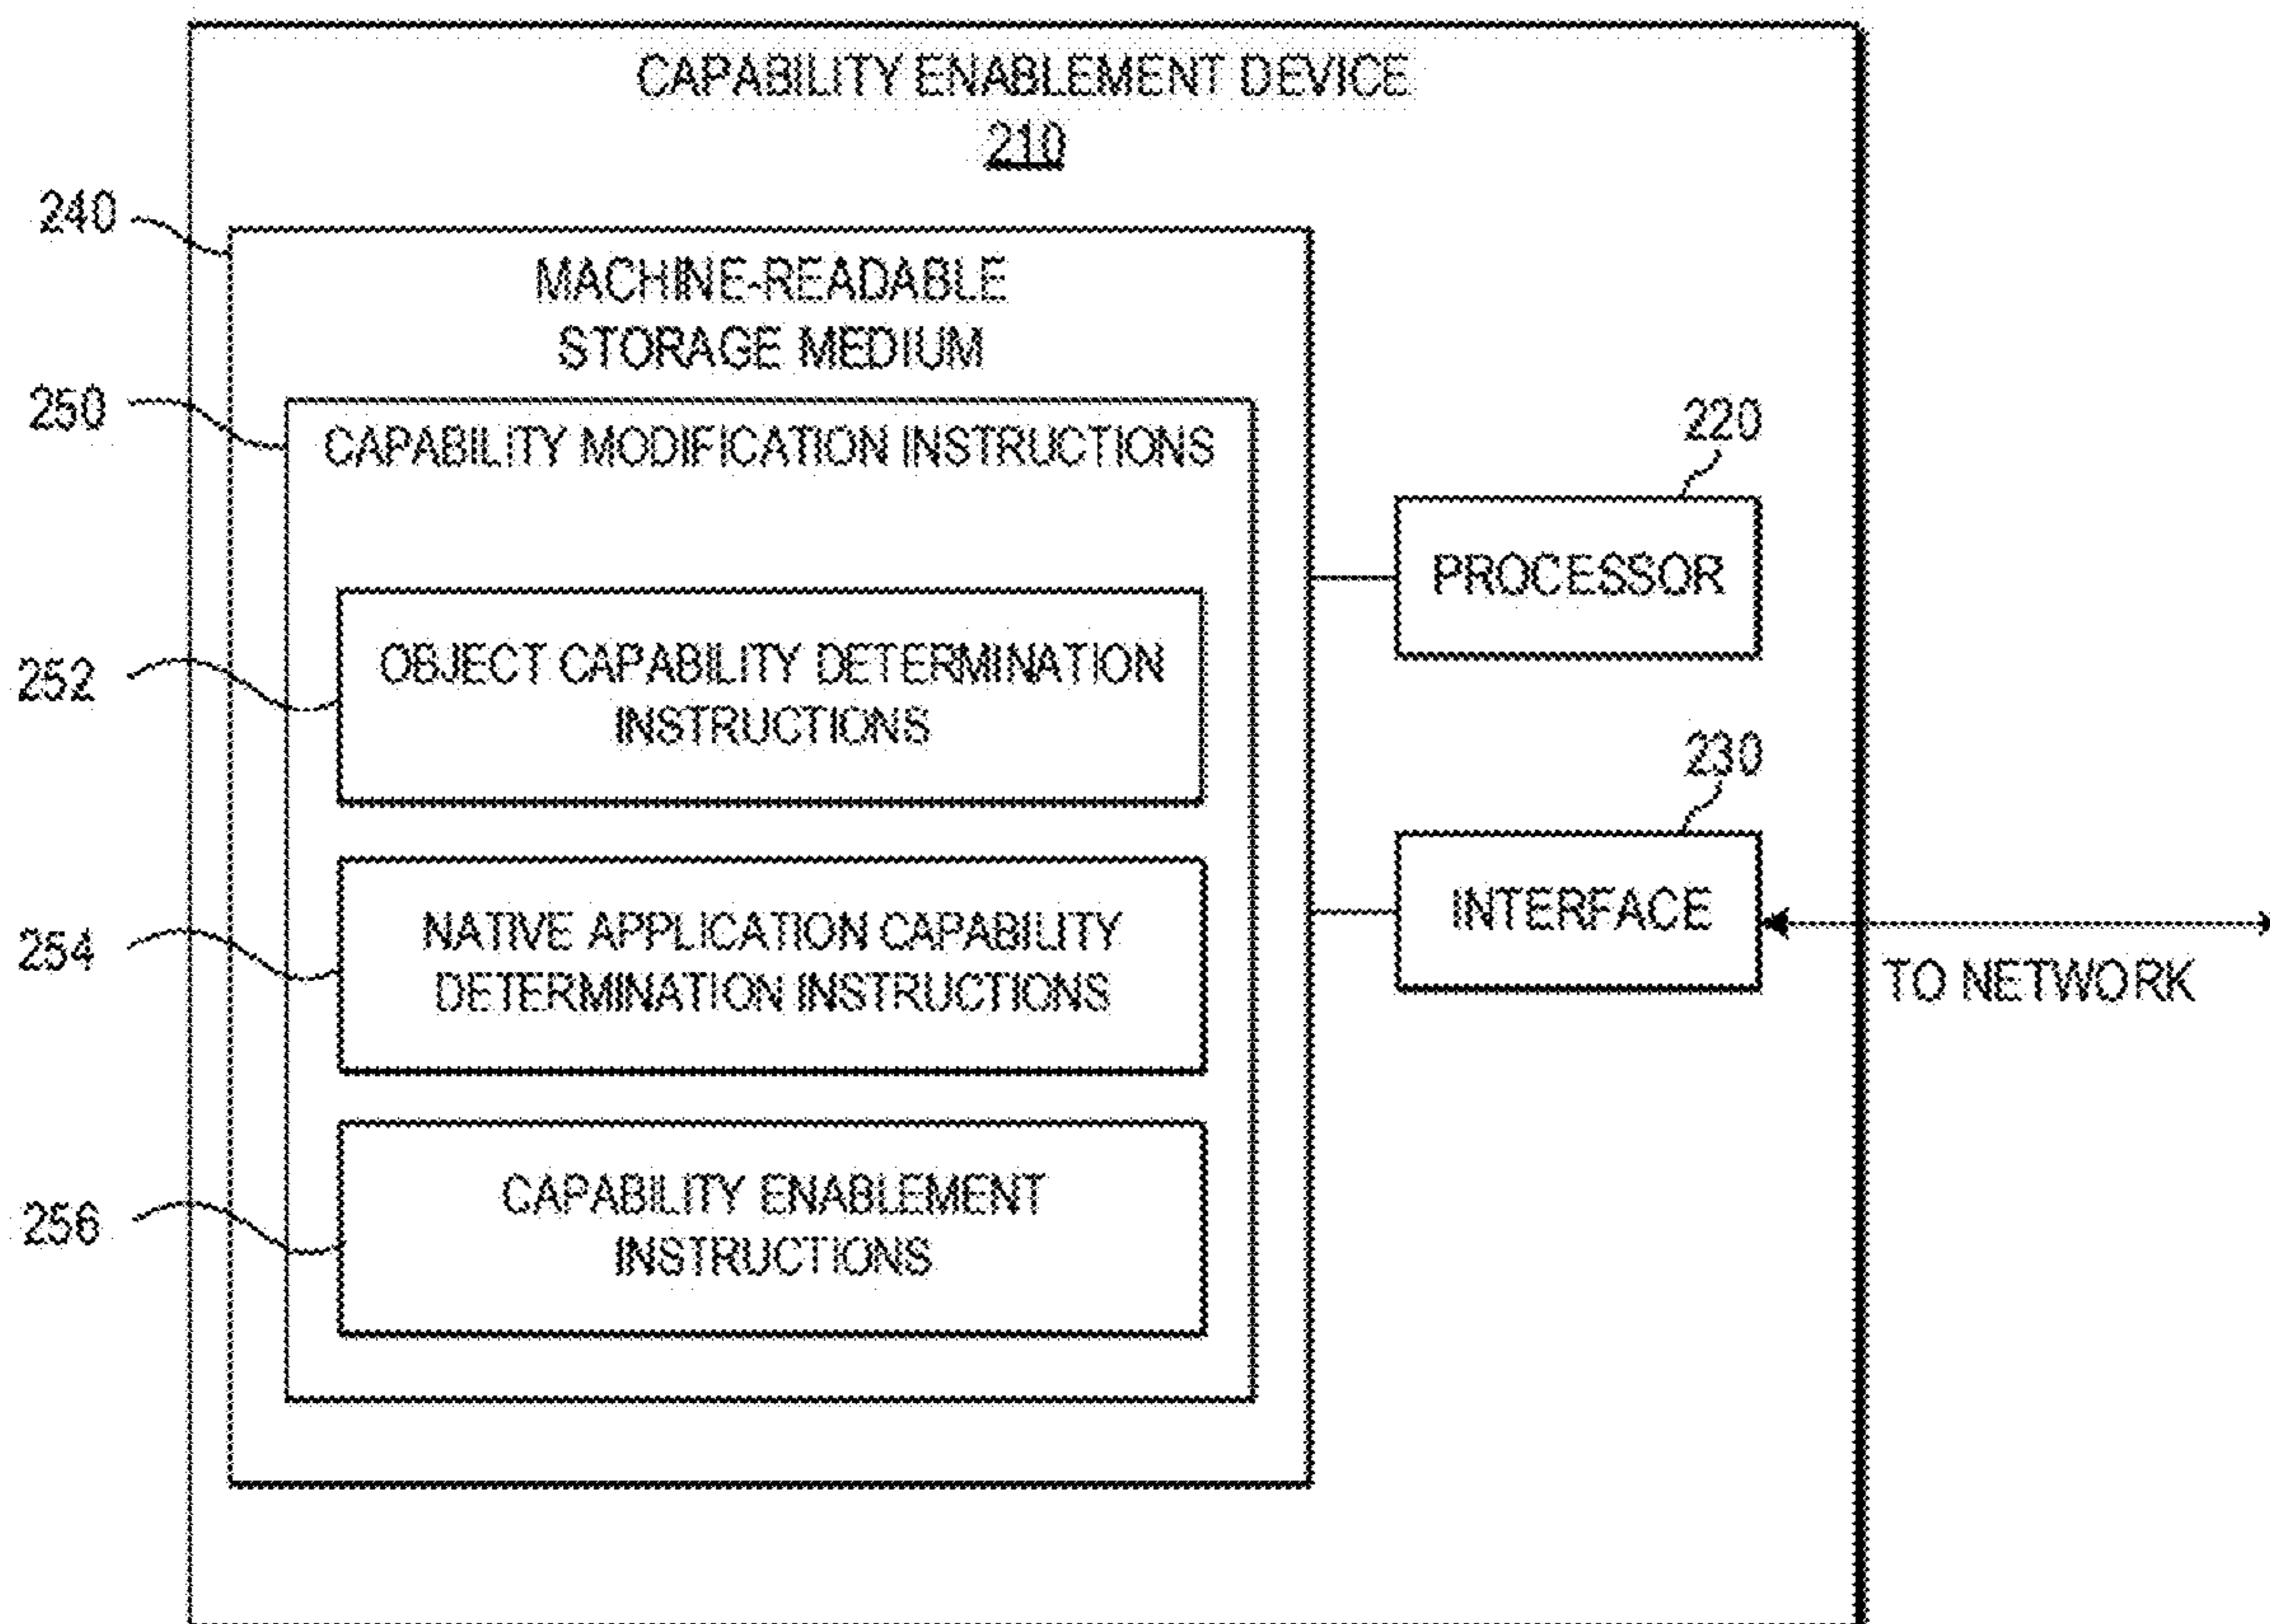 CAPABILITY ENABLEMENT DEVICE
210
240
MACHINE-READABLE
STORAGE MEDIUM
250
CAPABILITY MODIFICATION INSTRUCTIONS
220
PROCESSOR
252
OBJECT CAPABILITY DETERMINATION
INSTRUCTIONS
230
INTERFACE
TO NETWORK
254
NATIVE APPLICATION CAPABILITY
DETERMINATION INSTRUCTIONS
256
CAPABILITY ENABLEMENT
INSTRUCTIONS